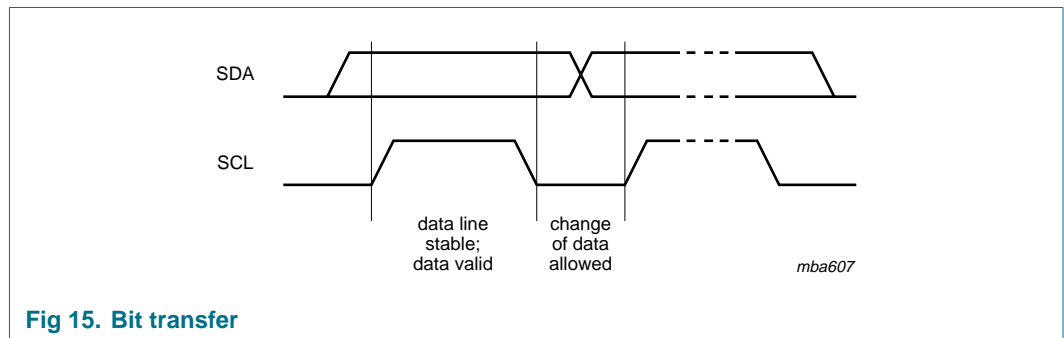 SDA
SCL
data line
stable;
data valid
change
of data
allowed
mba607
Fig 15. Bit transfer